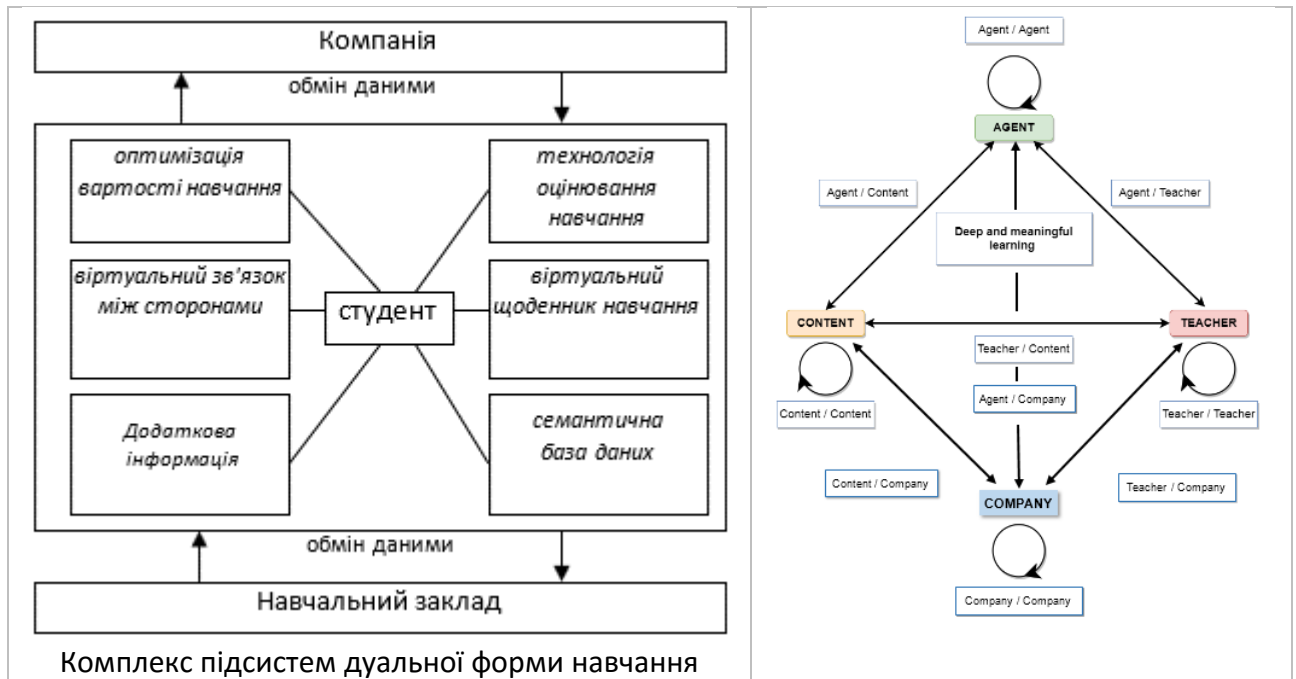 Компанія
обмін даними
оптимізація
вартості навчання
технологія
оцінювання
навчання
віртуальний зв'язок
між сторонами
студент
віртуальний
щоденник навчання
Додаткова
інформація
семантична
база даних
обмін даними
Навчальний заклад
Комплекс підсистем дуальної форми навчання
Agent / Agent
AGENT
Agent / Content
Agent / Teacher
Deep and meaningful
learning
CONTENT
TEACHER
Teacher / Content
Agent / Company
Content / Content
Teacher / Teacher
Content / Company
Teacher / Company
COMPANY
Company / Company